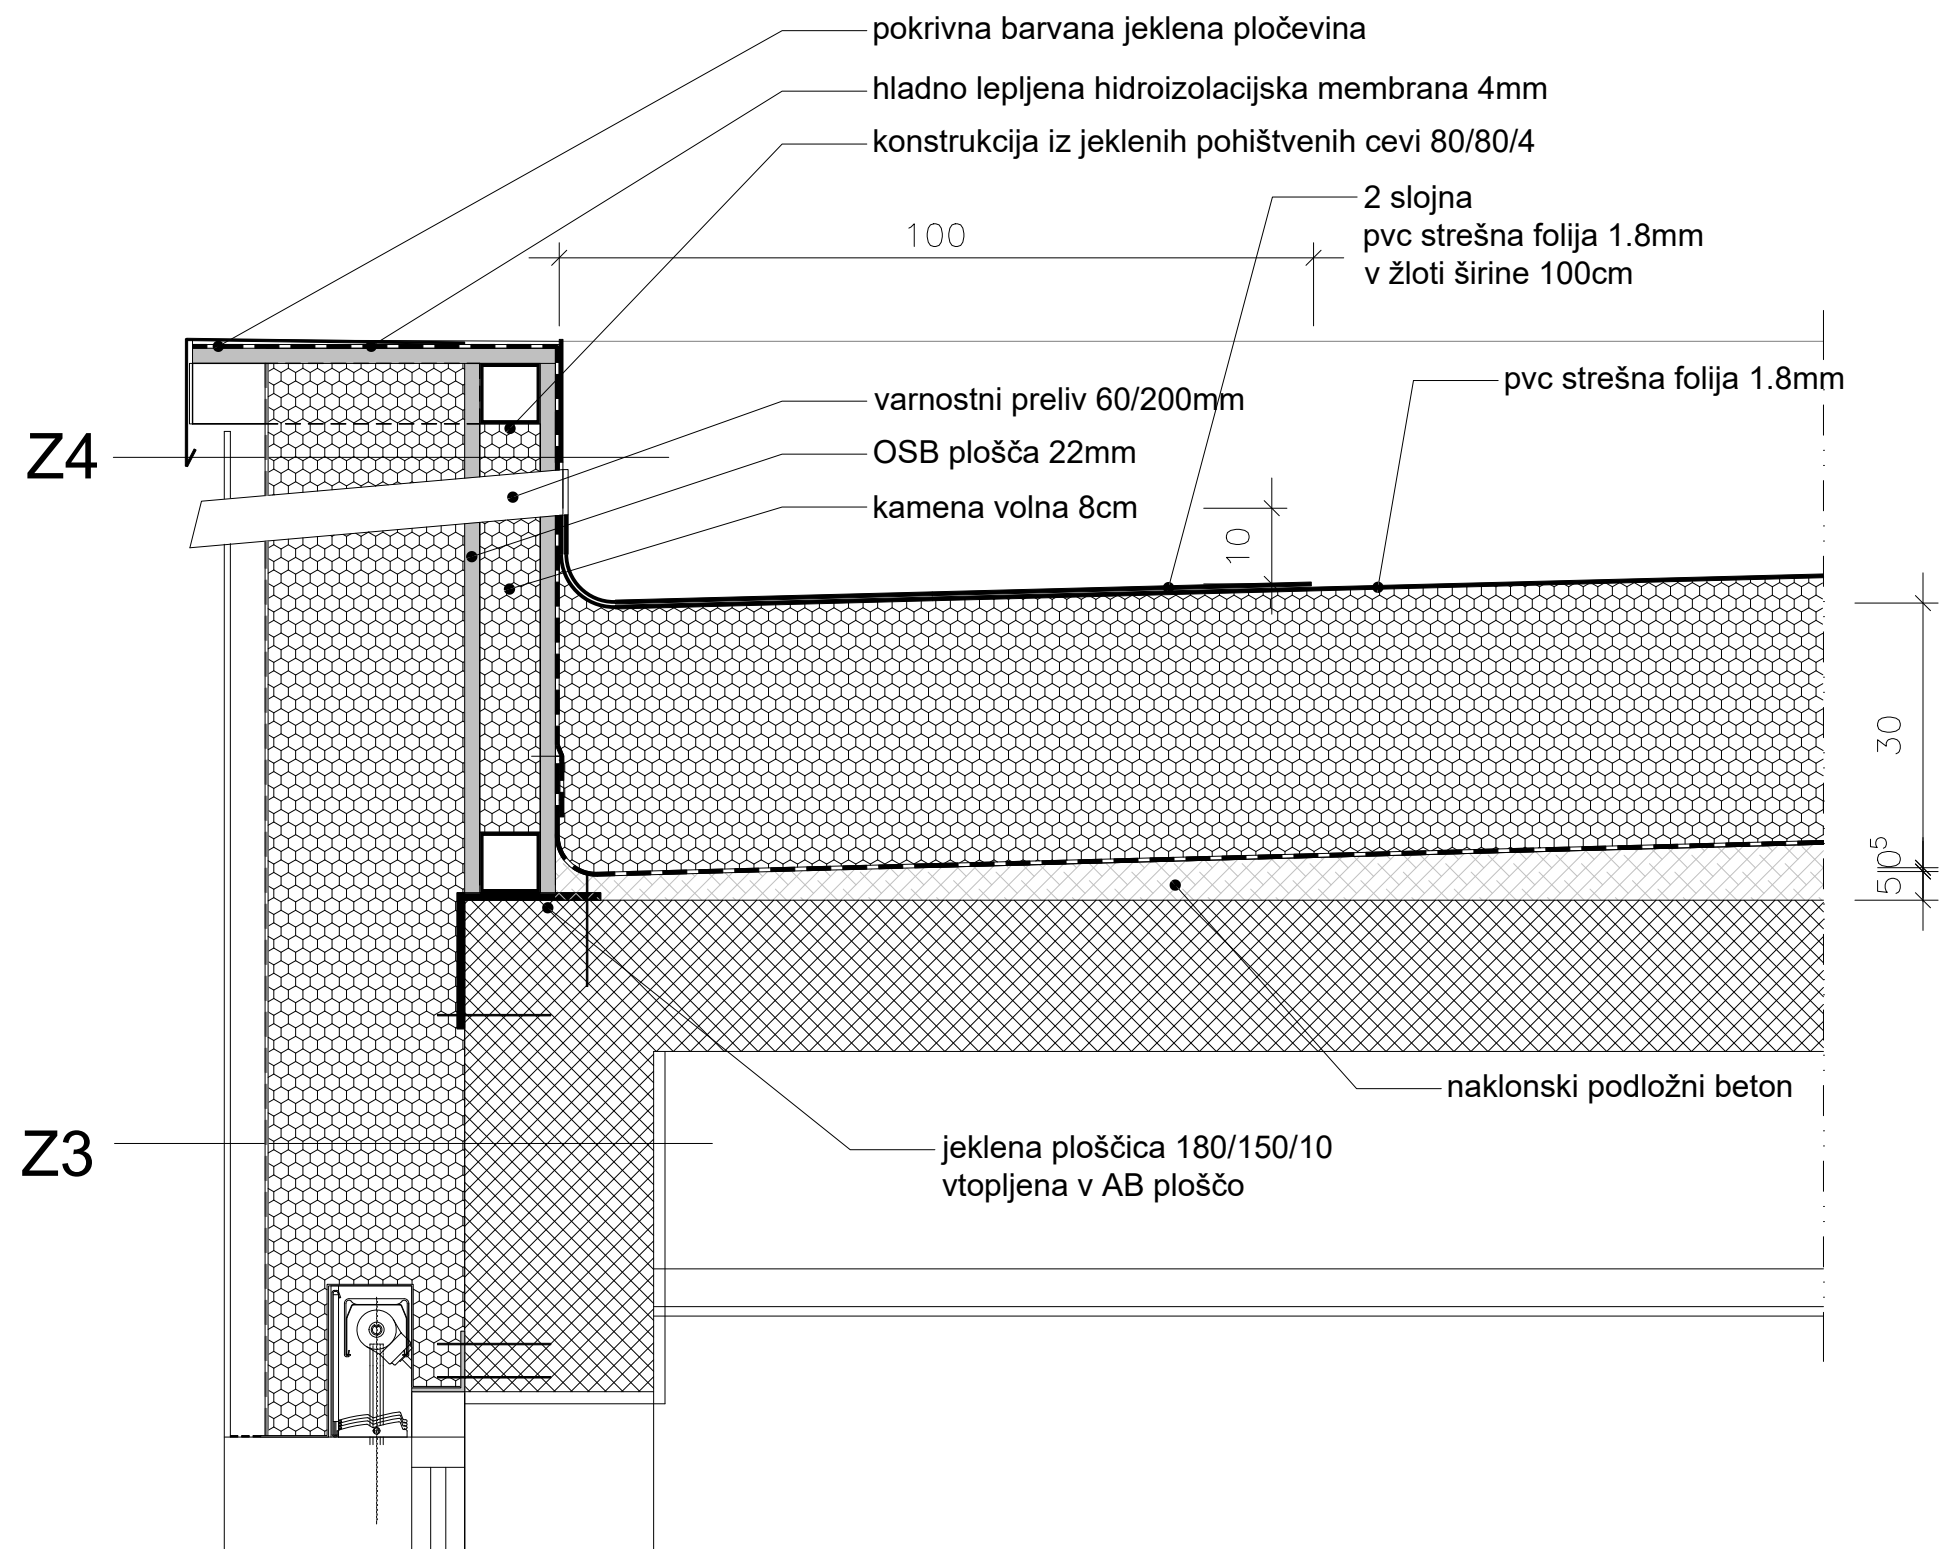 pokrivna barvana jeklena pločevina
hladno lepljena hidroizolacijska membrana 4mm
konstrukcija iz jeklenih pohištvenih cevi 80/80/4
2 slojna
pvc strešna folija 1.8mm
v žloti širine 100cm
100
pvc strešna folija 1.8mm
varnostni preliv 60/200mm
Z4
OSB plošča 22mm
kamena volna 8cm
10
30
0⁵
5
naklonski podložni beton
Z3
jeklena ploščica 180/150/10
vtopljena v AB ploščo